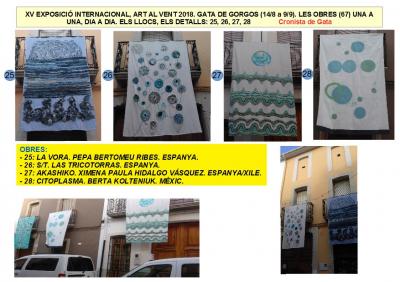 XV EXPOSICIÓ INTERNACIONAL, ART AL VENT 2018. GATA DE GORGOS (14/8 a 9/9). LES OBRES (67) UNA A
UNA, DIA A DIA. ELS LLOCS, ELS DETALLS: 25, 26, 27, 28 Cronista de Gata
25
26
27
28
OBRES:
- 25: LA VORA. PEPA BERTOMEU RIBES. ESPANYA.
- 26: S/T. LAS TRICOTORRAS. ESPANYA.
- 27: AKASHIKO. XIMENA PAULA HIDALGO VÁSQUEZ. ESPANYA/XILE.
- 28: CITOPLASMA. BERTA KOLTENIUK. MÈXIC.